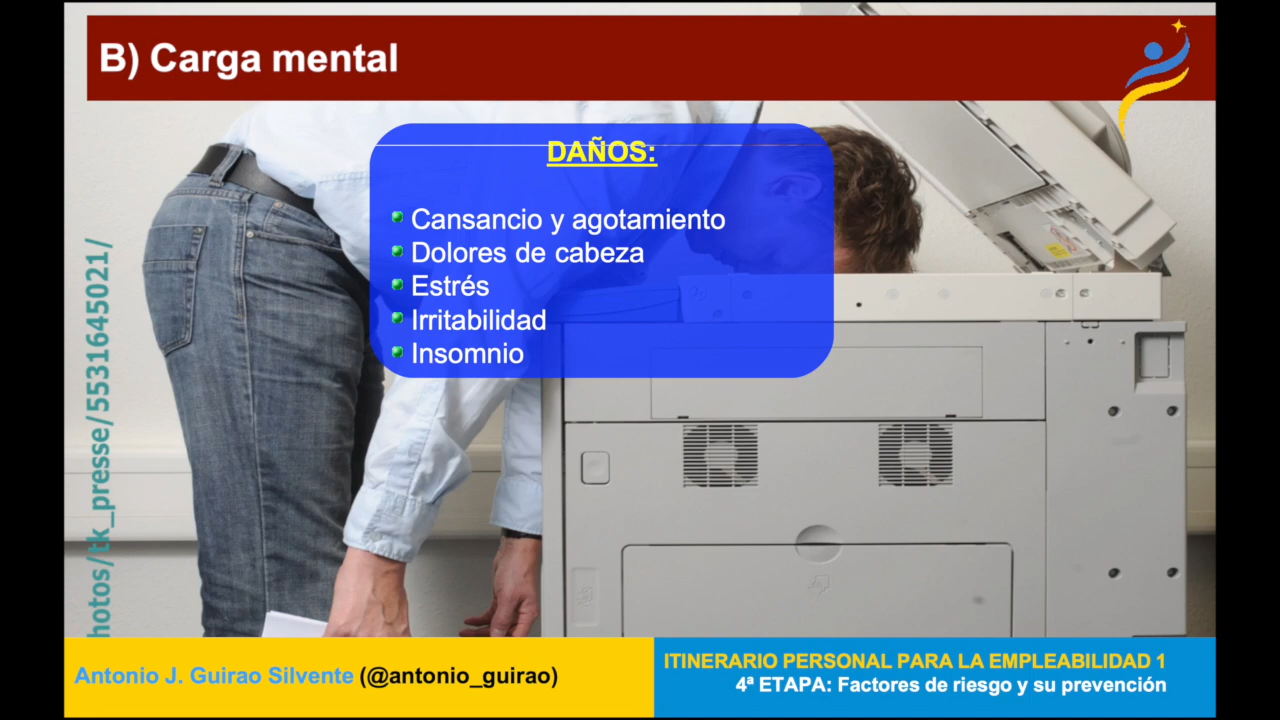 B) Carga mental
DAÑOS:
Cansancio y agotamiento
Dolores de cabeza
Estrés
Irritabilidad
Insomnio
hotos/tk_presse/5531645021/
Antonio J. Guirao Silvente (@antonio_guirao)
ITINERARIO PERSONAL PARA LA EMPLEABILIDAD 1
4ª ETAPA: Factores de riesgo y su prevención